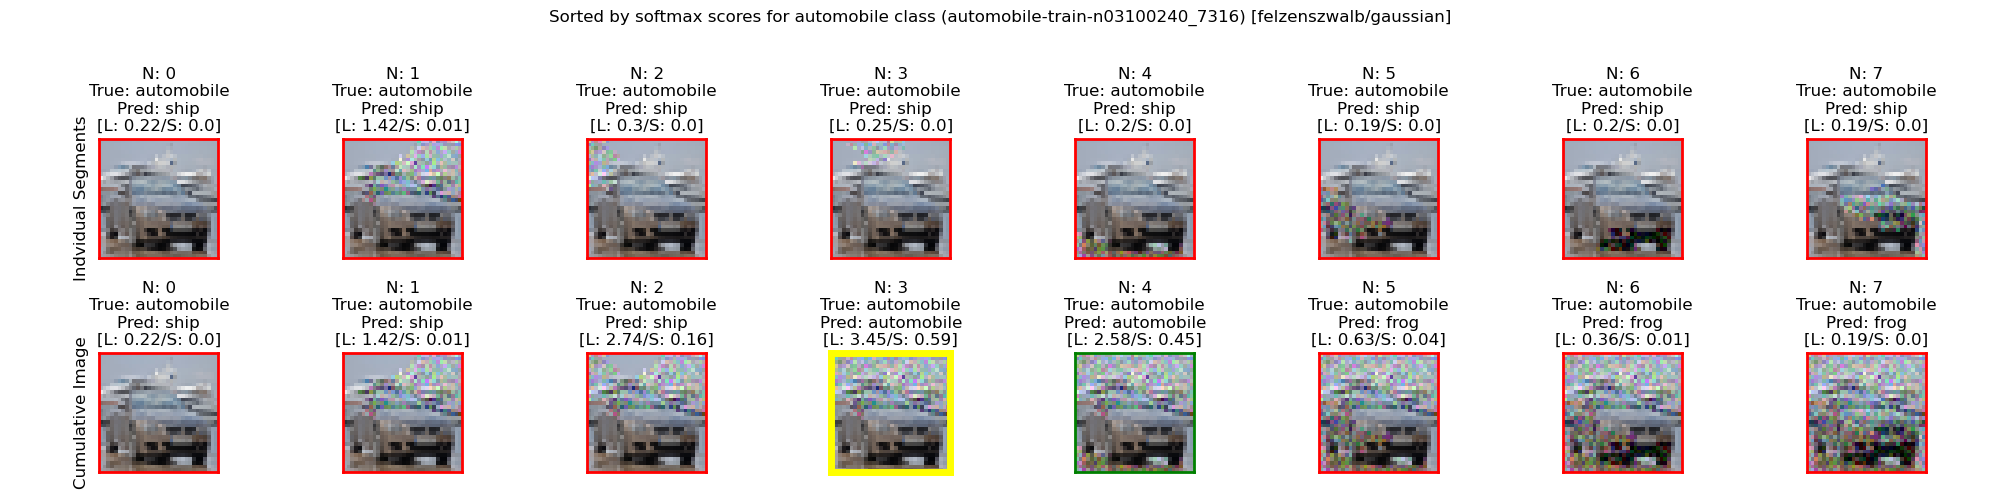 Sorted by softmax scores for automobile class (automobile-train-n03100240_7316) [felzenszwalb/gaussian]
Indvidual Segments
N: 0
True: automobile
Pred: ship
[L: 0.22/S: 0.0]
N: 1
True: automobile
Pred: ship
[L: 1.42/S: 0.01]
N: 2
True: automobile
Pred: ship
[L: 0.3/S: 0.0]
N: 3
True: automobile
Pred: ship
[L: 0.25/S: 0.0]
N: 4
True: automobile
Pred: ship
[L: 0.2/S: 0.0]
N: 5
True: automobile
Pred: ship
[L: 0.19/S: 0.0]
N: 6
True: automobile
Pred: ship
[L: 0.2/S: 0.0]
N: 7
True: automobile
Pred: ship
[L: 0.19/S: 0.0]
Cumulative Image
N: 0
True: automobile
Pred: ship
[L: 0.22/S: 0.0]
N: 1
True: automobile
Pred: ship
[L: 1.42/S: 0.01]
N: 2
True: automobile
Pred: ship
[L: 2.74/S: 0.16]
N: 3
True: automobile
Pred: automobile
[L: 3.45/S: 0.59]
N: 4
True: automobile
Pred: automobile
[L: 2.58/S: 0.45]
N: 5
True: automobile
Pred: frog
[L: 0.63/S: 0.04]
N: 6
True: automobile
Pred: frog
[L: 0.36/S: 0.01]
N: 7
True: automobile
Pred: frog
[L: 0.19/S: 0.0]